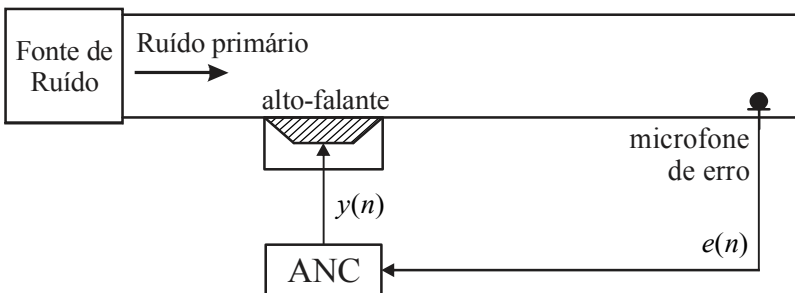 Fonte de
Ruído
Ruído primário
alto-falante
microfone
de erro
y(n)
e(n)
ANC